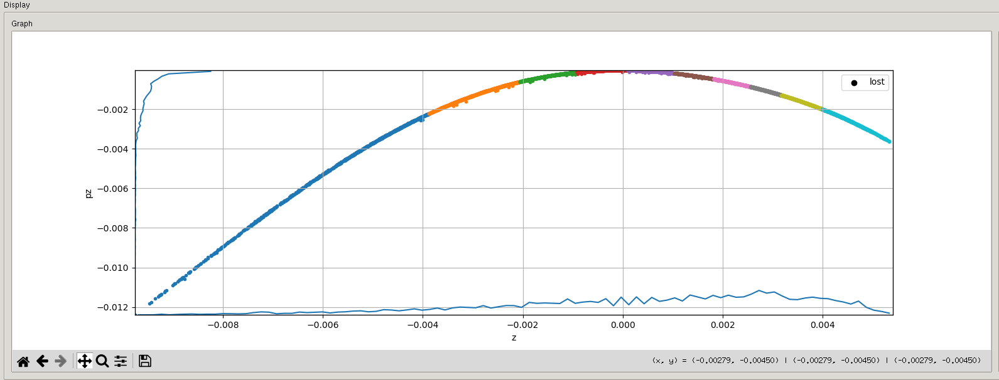 Display
Graph
lost
−0.002
−0.004
−0.006
−0.008
−0.010
−0.012
pz
−0.008 −0.006 −0.004 −0.002 0.000 0.002 0.004
z
(x, y) = (-0.00279, -0.00450) | (-0.00279, -0.00450) | (-0.00279, -0.00450)